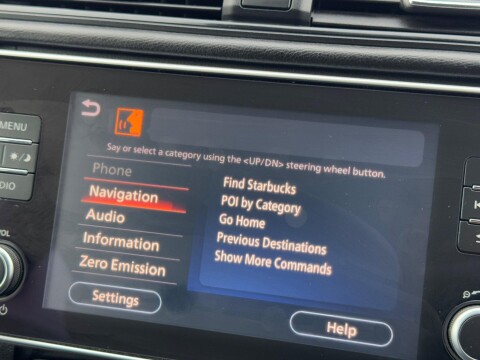 Say or select a category using the <UP/DN> steering wheel button.
Phone
Navigation
Audio
Information
Zero Emission
Settings
Find Starbucks
POI by Category
Go Home
Previous Destinations
Show More Commands
Help
MENU
VOL